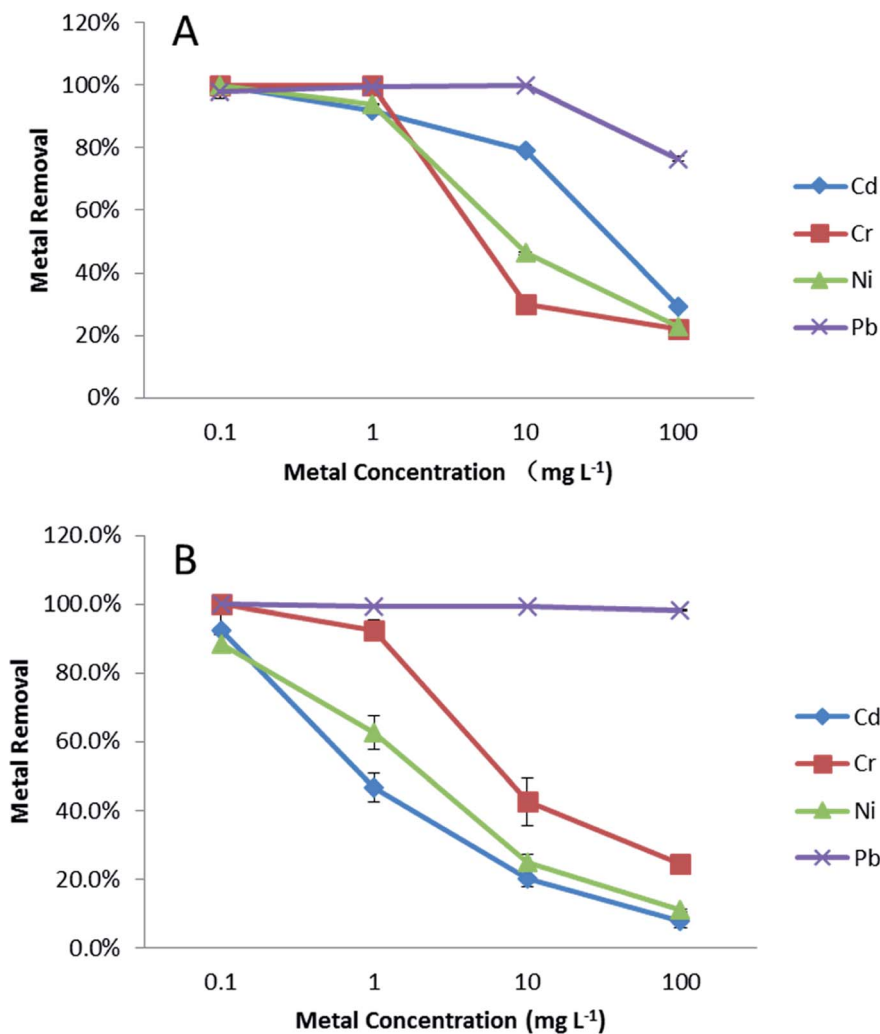 A
120%
100%
80%
60%
40%
20%
0%
Metal Removal
0.1 1 10 100
Metal Concentration （mg L-1)
Cd
Cr
Ni
Pb
B
120.0%
100.0%
80.0%
60.0%
40.0%
20.0%
0.0%
Metal Removal
0.1 1 10 100
Metal Concentration (mg L-1)
Cd
Cr
Ni
Pb